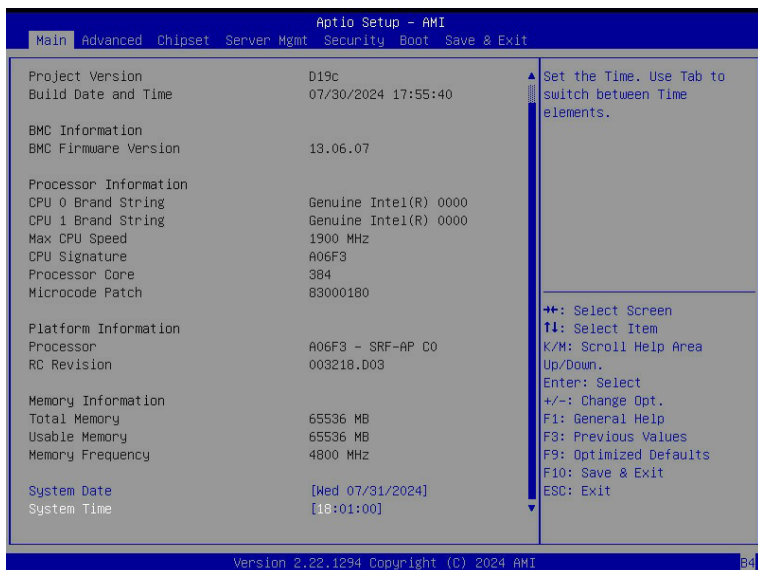 Aptio Setup - AMI
Main Advanced Chipset Server Mgmt Security Boot Save & Exit
Project Version D19c
Build Date and Time 07/30/2024 17:55:40
BMC Information
BMC Firmware Version 13.06.07
Processor Information
CPU 0 Brand String Genuine Intel(R) 0000
CPU 1 Brand String Genuine Intel(R) 0000
Max CPU Speed 1900 MHz
CPU Signature A06F3
Processor Core 384
Microcode Patch 83000180
Platform Information
Processor A06F3 - SRF-AP C0
RC Revision 003218.D03
Memory Information
Total Memory 65536 MB
Usable Memory 65536 MB
Memory Frequency 4800 MHz
System Date [Wed 07/31/2024]
System Time [18:01:00]
Set the Time. Use Tab to
switch between Time
elements.
→←: Select Screen
↑↓: Select Item
K/M: Scroll Help Area
Up/Down.
Enter: Select
+/-: Change Opt.
F1: General Help
F3: Previous Values
F9: Optimized Defaults
F10: Save & Exit
ESC: Exit
Version 2.22.1294 Copyright (C) 2024 AMI
B4